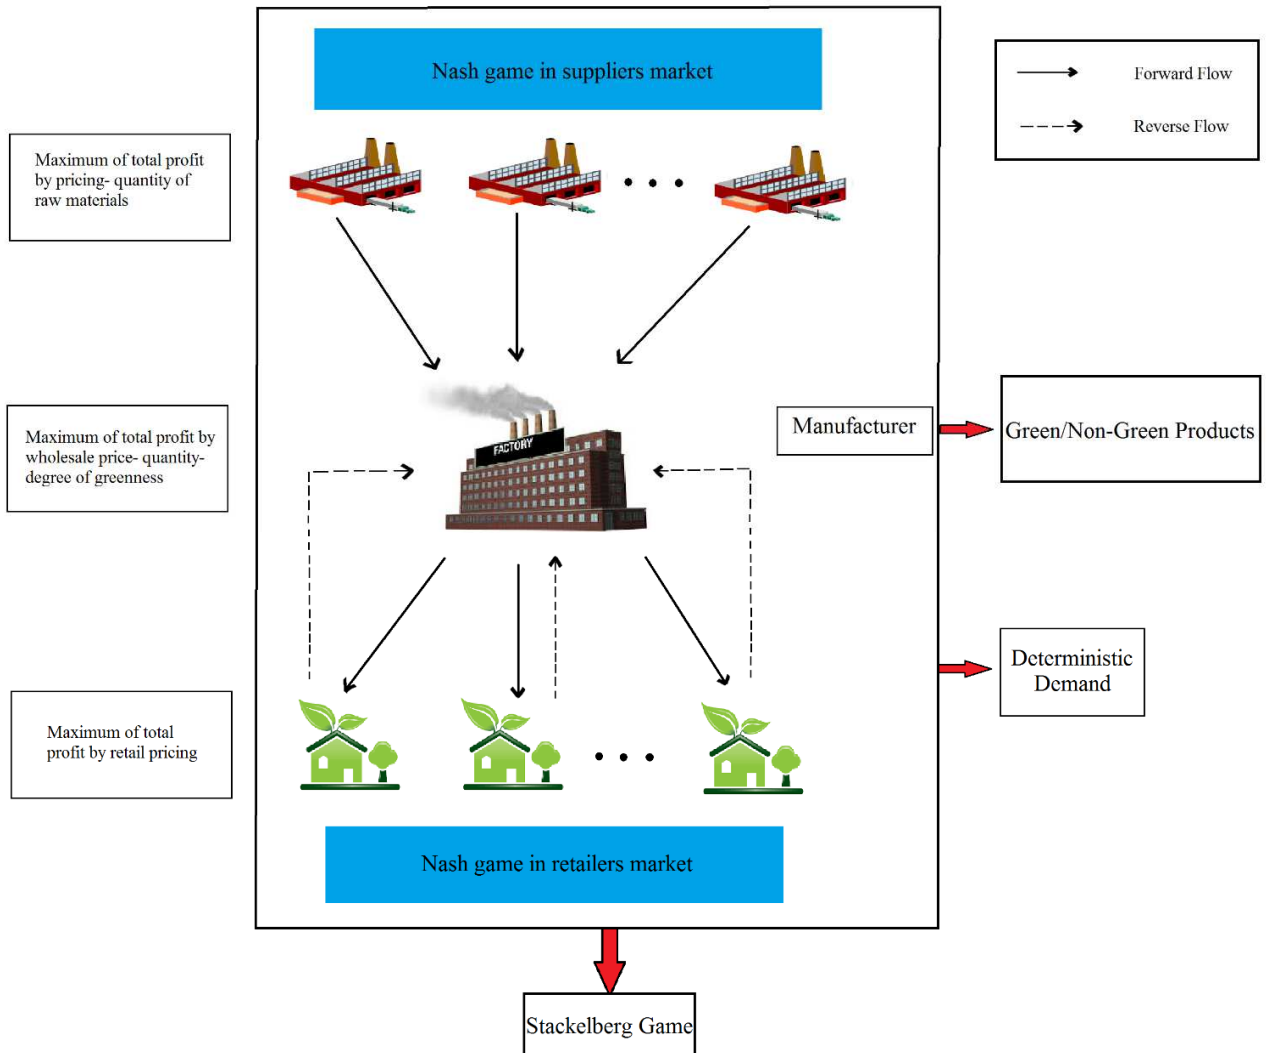 Nash game in suppliers market
Forward Flow
Reverse Flow
Maximum of total profit
by pricing- quantity of
raw materials
Maximum of total profit by
wholesale price- quantity-
degree of greenness
FACTORY
Manufacturer
Green/Non-Green Products
Deterministic
Demand
Maximum of total
profit by retail pricing
Nash game in retailers market
Stackelberg Game